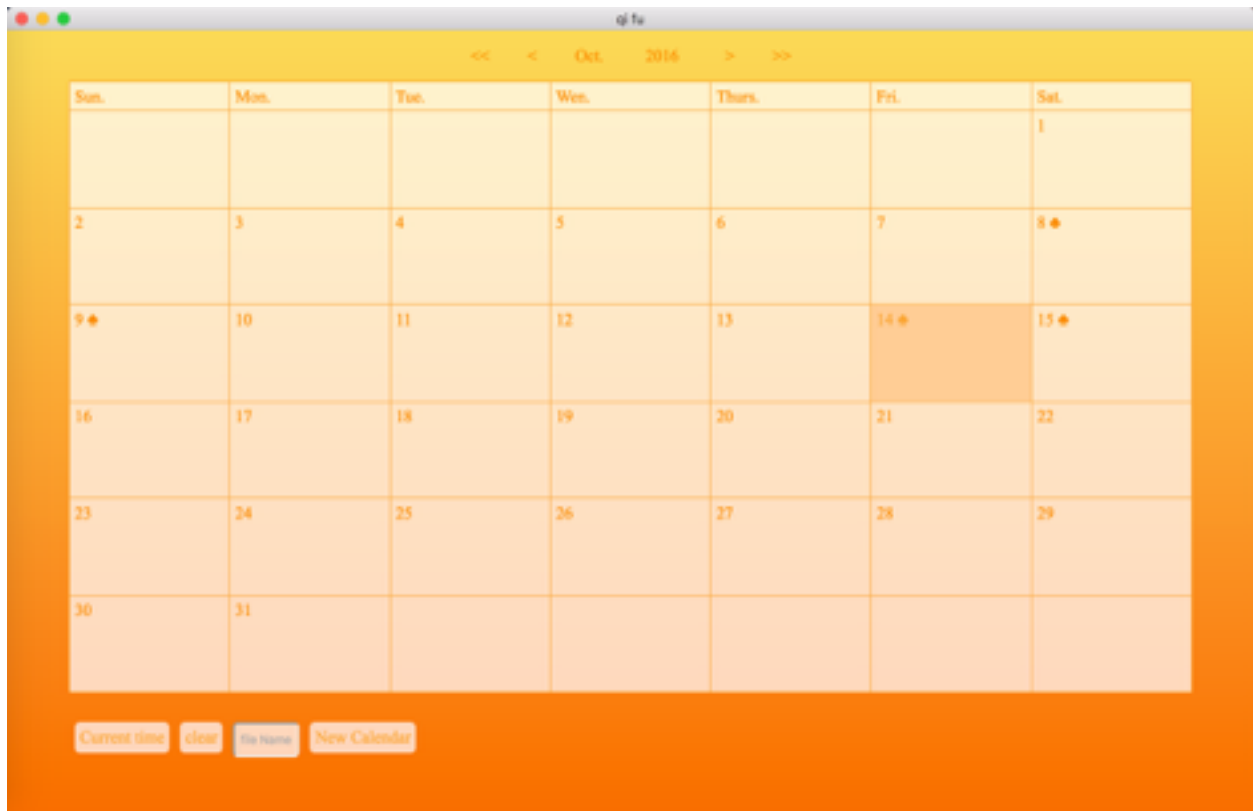 qi fu
<< < Oct. 2016 > >>
Sun. Mon. Tue. Wen. Thurs. Fri. Sat.
1
2 3 4 5 6 7 8 ♠
9 ♠ 10 11 12 13 14 ♠ 15 ♠
16 17 18 19 20 21 22
23 24 25 26 27 28 29
30 31
Current time clear file Name New Calendar